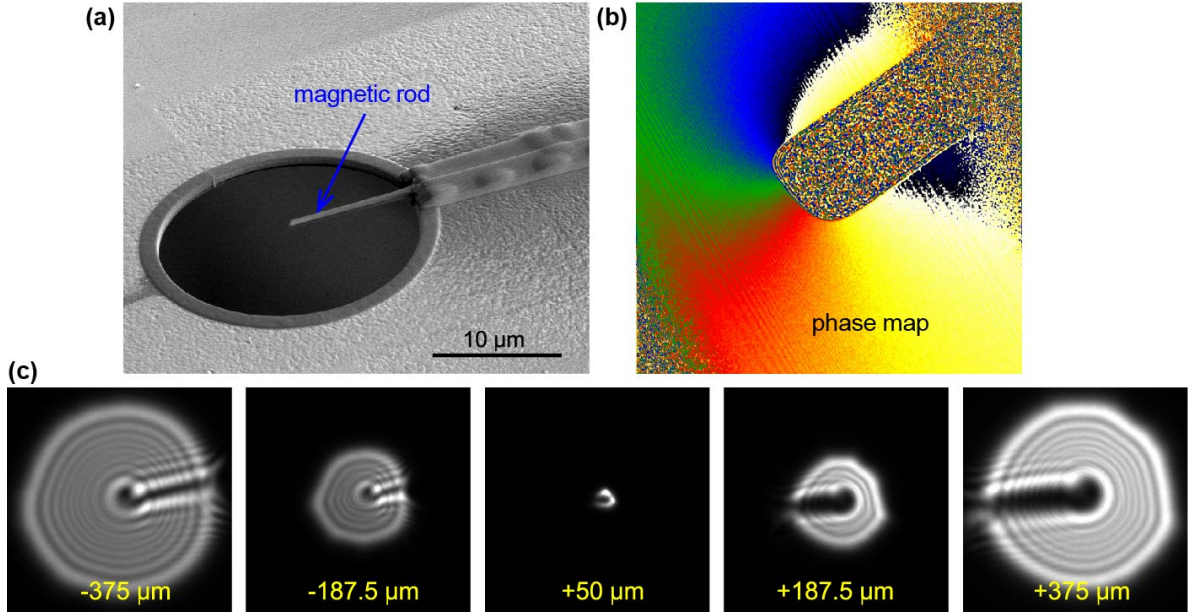 (a)
magnetic rod
10 µm
(b)
phase map
(c)
-375 µm
-187.5 µm
+50 µm
+187.5 µm
+375 µm